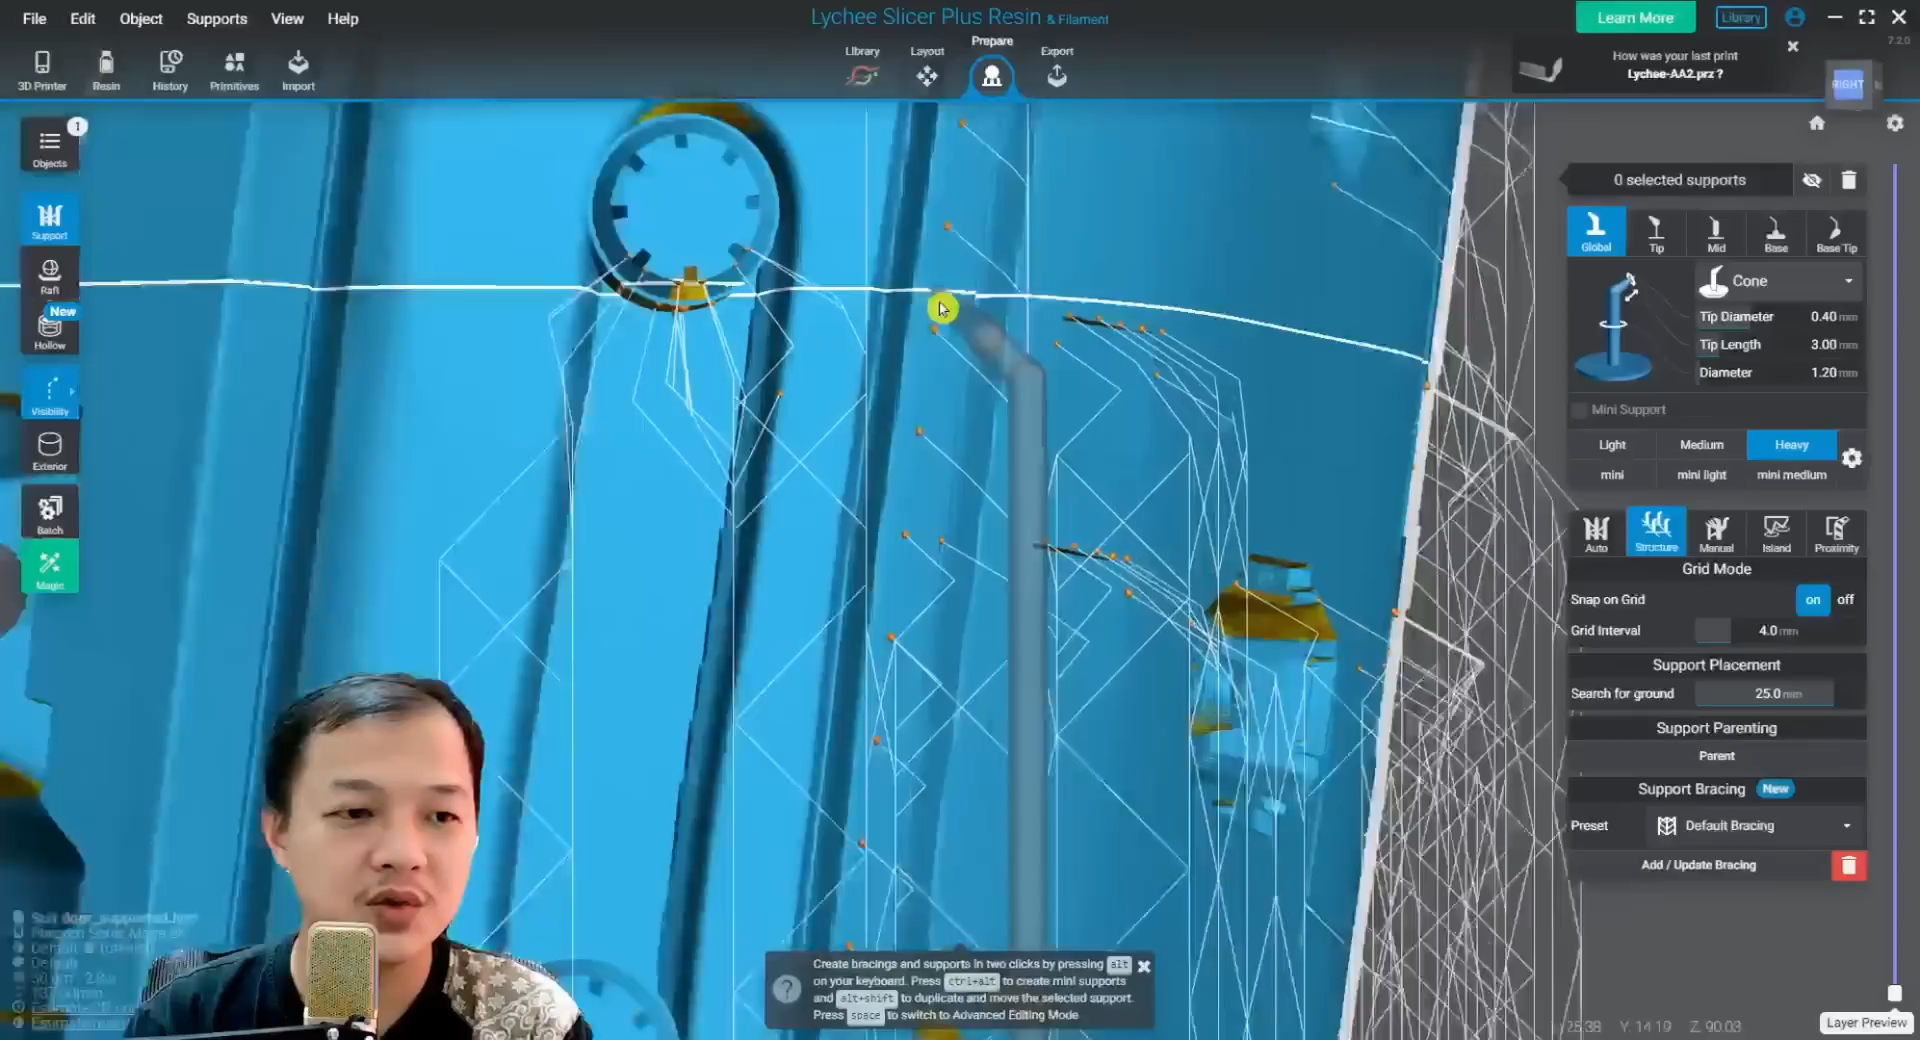 File Edit Object Supports View Help
Lychee Slicer Plus Resin & Filament
Learn More
Library
7.2.0
3D Printer
Resin
History
Primitives
Import
Library
Layout
Prepare
Export
How was your last print
Lychee-AA2.prz ?
RIGHT
Objects
1
Support
Raft
New
Hollow
Visibility
Exterior
Batch
Magic
0 selected supports
Global
Tip
Mid
Base
Base Tip
Cone
Tip Diameter 0.40 mm
Tip Length 3.00 mm
Diameter 1.20 mm
Mini Support
Light Medium Heavy
mini mini light mini medium
Auto
Structure
Manual
Island
Proximity
Grid Mode
Snap on Grid on off
Grid Interval 4.0 mm
Support Placement
Search for ground 25.0 mm
Support Parenting
Parent
Support Bracing New
Preset Default Bracing
Add / Update Bracing
Create bracings and supports in two clicks by pressing alt
on your keyboard. Press ctrl+alt to create mini supports
and alt+shift to duplicate and move the selected support.
Press space to switch to Advanced Editing Mode
?
25.38 Y: 14.19 Z: 90.03
Layer Preview